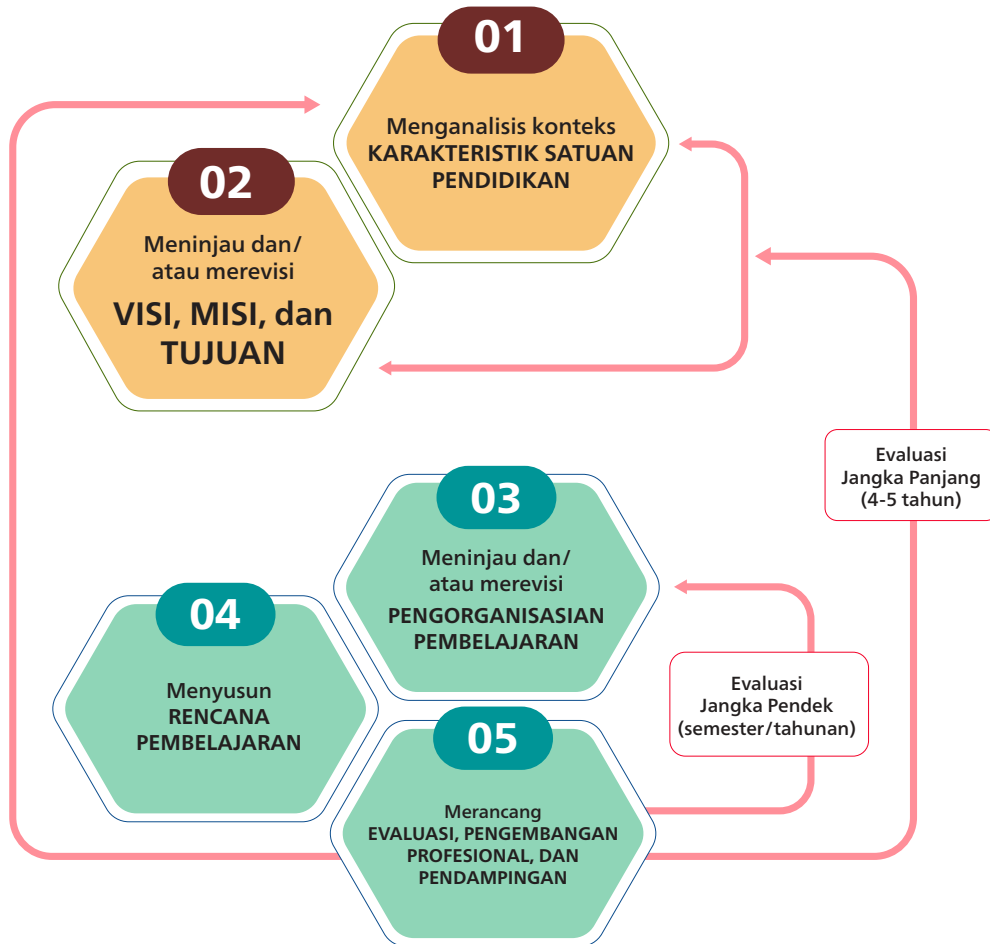 01
Menganalisis konteks
KARAKTERISTIK SATUAN
PENDIDIKAN
02
Meninjau dan/
atau merevisi
VISI, MISI, dan
TUJUAN
Evaluasi
Jangka Panjang
(4-5 tahun)
03
Meninjau dan/
atau merevisi
PENGORGANISASIAN
PEMBELAJARAN
04
Menyusun
RENCANA
PEMBELAJARAN
Evaluasi
Jangka Pendek
(semester/tahunan)
05
Merancang
EVALUASI, PENGEMBANGAN
PROFESIONAL, DAN
PENDAMPINGAN